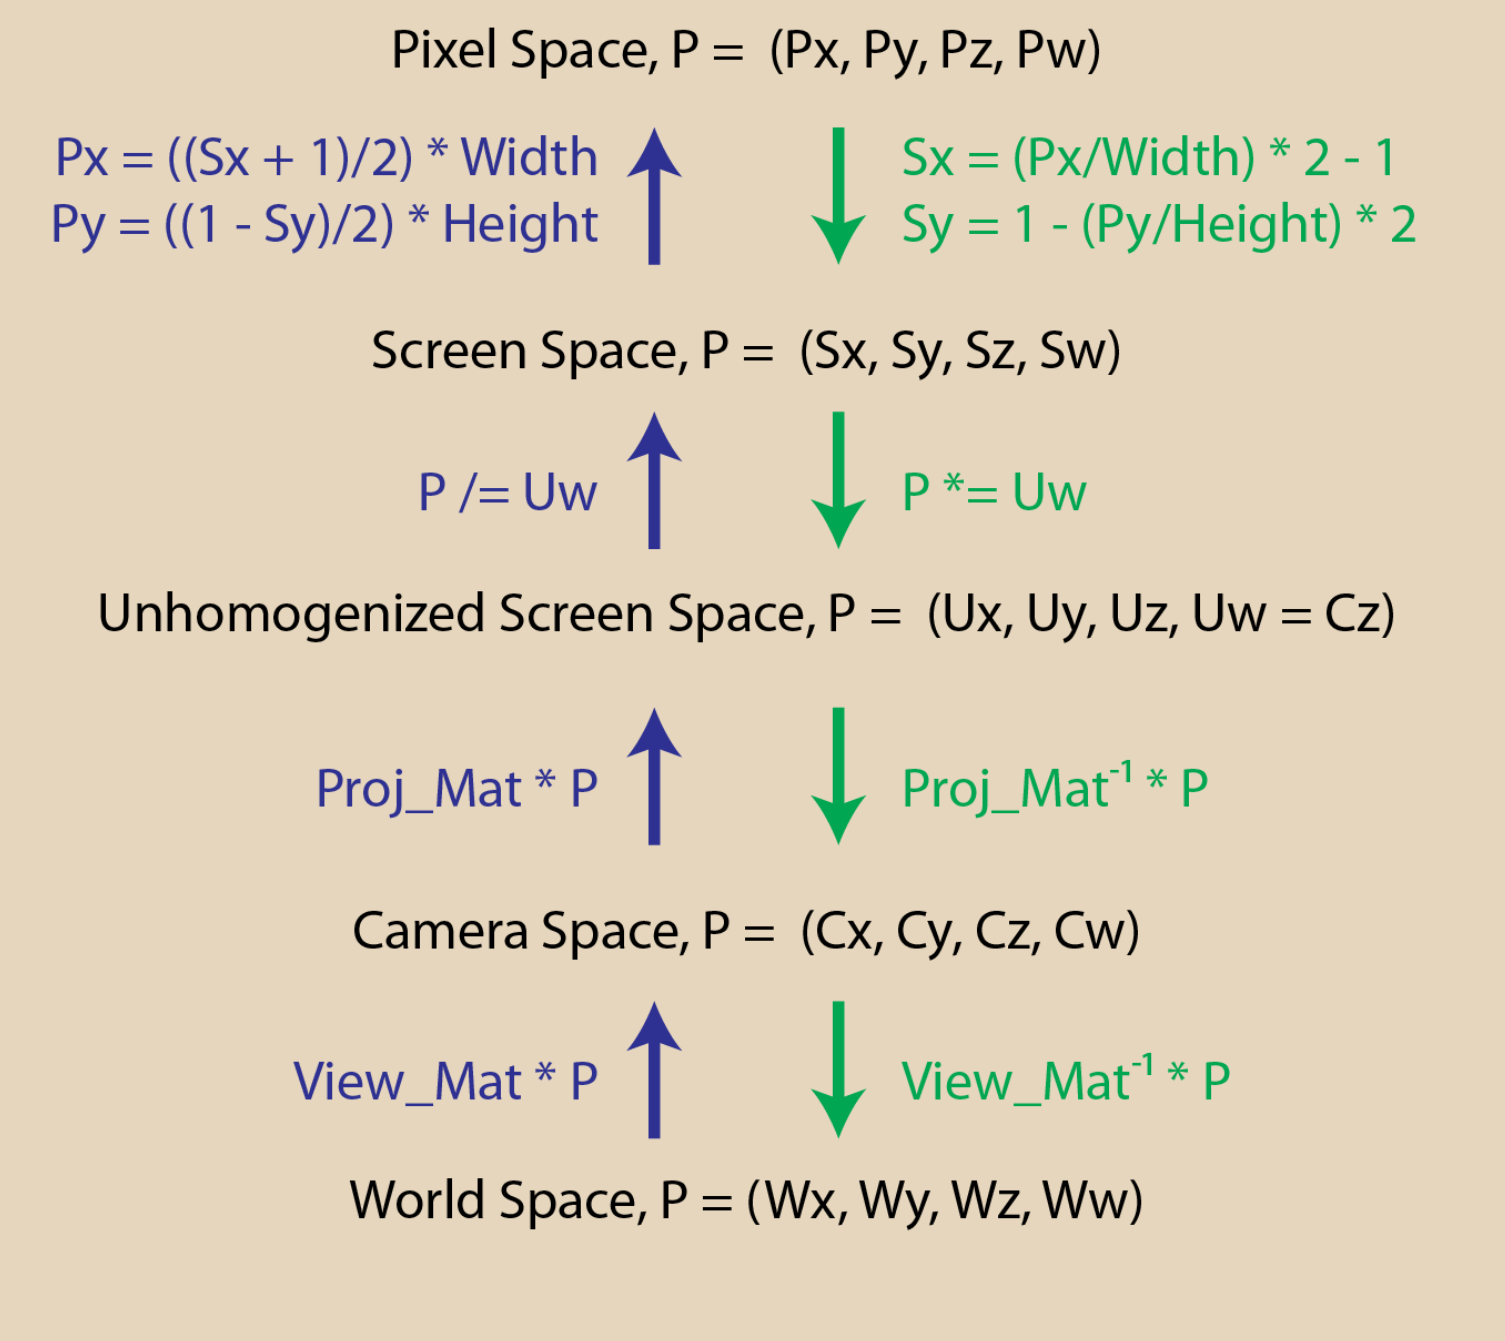 Pixel Space, P = (Px, Py, Pz, Pw)
Px = ((Sx + 1)/2) * Width
Py = ((1 - Sy)/2) * Height
Sx = (Px/Width) * 2 - 1
Sy = 1 - (Py/Height) * 2
Screen Space, P = (Sx, Sy, Sz, Sw)
P /= Uw
P *= Uw
Unhomogenized Screen Space, P = (Ux, Uy, Uz, Uw = Cz)
Proj_Mat * P
Proj_Mat⁻¹ * P
Camera Space, P = (Cx, Cy, Cz, Cw)
View_Mat * P
View_Mat⁻¹ * P
World Space, P = (Wx, Wy, Wz, Ww)